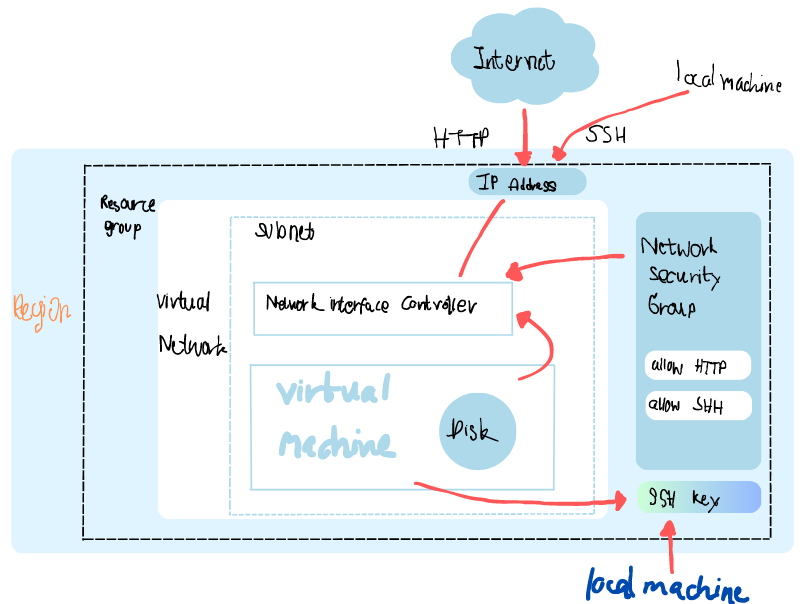 Internet
local machine
HTTP
SSH
IP Address
Resource
group
subnet
Network
Security
Group
Region
virtual
Network
Network interface Controller
allow HTTP
allow SHH
virtual
machine
Disk
SSH key
local machine